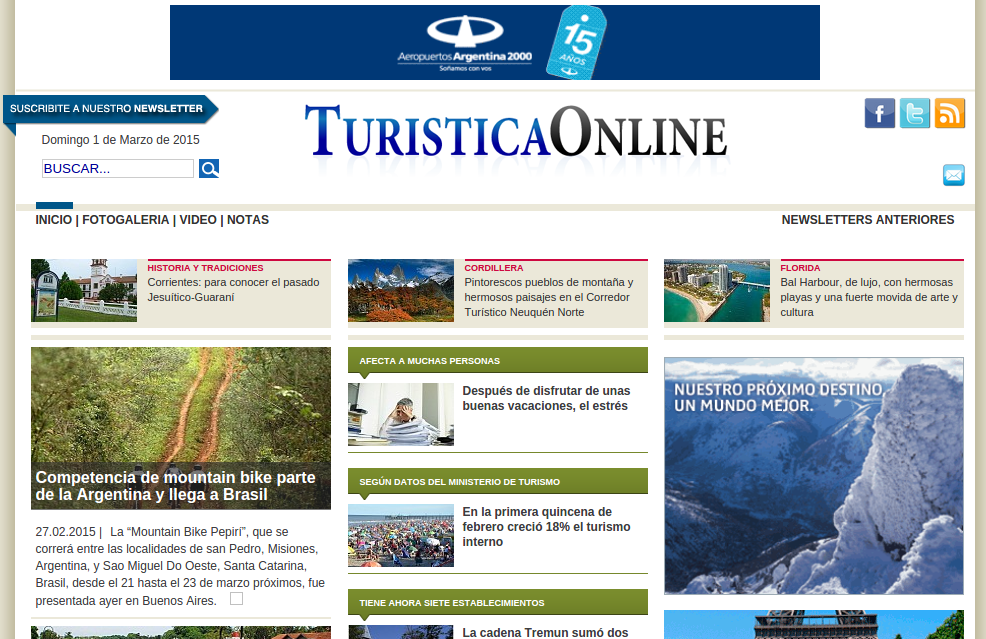 Aeropuertos Argentina 2000
Soñamos con vos
15
AÑOS
SUSCRIBITE A NUESTRO NEWSLETTER
Domingo 1 de Marzo de 2015
BUSCAR...
TURISTICAONLINE
INICIO | FOTOGALERIA | VIDEO | NOTAS
NEWSLETTERS ANTERIORES
HISTORIA Y TRADICIONES
Corrientes: para conocer el pasado
Jesuítico-Guaraní
CORDILLERA
Pintorescos pueblos de montaña y
hermosos paisajes en el Corredor
Turístico Neuquén Norte
FLORIDA
Bal Harbour, de lujo, con hermosas
playas y una fuerte movida de arte y
cultura
Competencia de mountain bike parte
de la Argentina y llega a Brasil
27.02.2015 | La “Mountain Bike Pepirí”, que se
correrá entre las localidades de san Pedro, Misiones,
Argentina, y Sao Miguel Do Oeste, Santa Catarina,
Brasil, desde el 21 hasta el 23 de marzo próximos, fue
presentada ayer en Buenos Aires.
AFECTA A MUCHAS PERSONAS
Después de disfrutar de unas
buenas vacaciones, el estrés
SEGÚN DATOS DEL MINISTERIO DE TURISMO
En la primera quincena de
febrero creció 18% el turismo
interno
TIENE AHORA SIETE ESTABLECIMIENTOS
La cadena Tremun sumó dos
NUESTRO PRÓXIMO DESTINO,
UN MUNDO MEJOR.